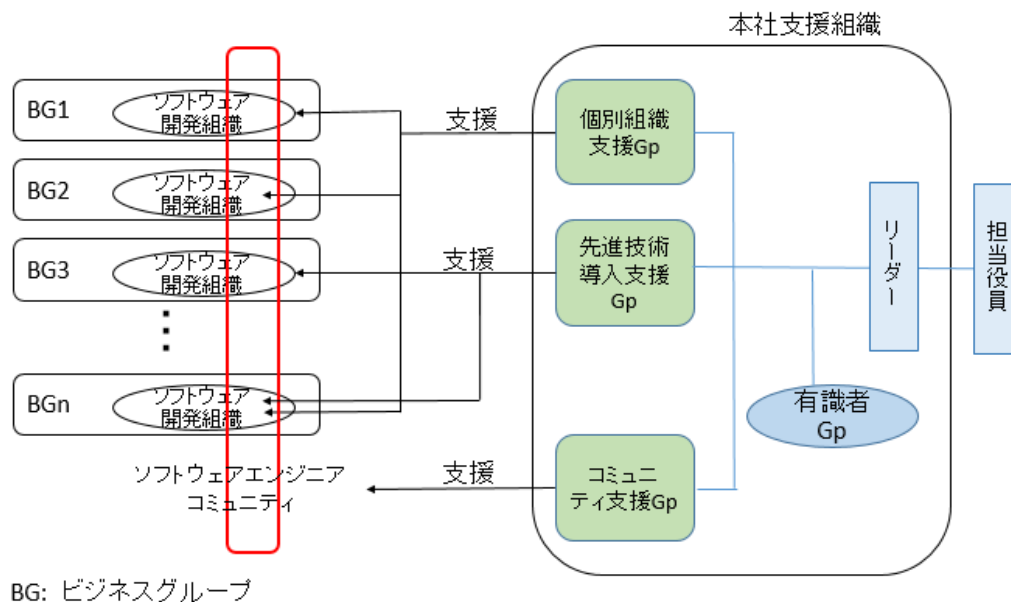 本社支援組織
BG1
ソフトウェア
開発組織
支援
個別組織
支援Gp
BG2
ソフトウェア
開発組織
BG3
ソフトウェア
開発組織
支援
先進技術
導入支援
Gp
リーダー
担当役員
BGn
ソフトウェア
開発組織
有識者
Gp
ソフトウェアエンジニア
コミュニティ
支援
コミュニ
ティ支援Gp
BG: ビジネスグループ